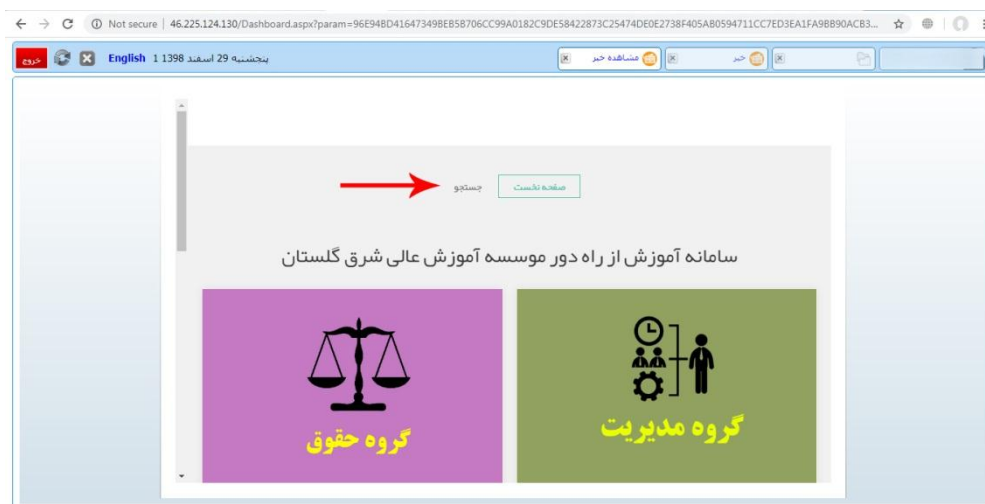 Not secure | 46.225.124.130/Dashboard.aspx?param=96E94BD41647349BEB5B706CC99A0182C9DE58422873C25474DE0E2738F405AB0594711CC7ED3EA1FA9BB90ACB3...
خبر
مشاهده خبر
پنجشنبه 29 اسفند 1398 1
English
خروج
صفحه نخست
جستجو
سامانه آموزش از راه دور موسسه آموزش عالی شرق گلستان
گروه مدیریت
گروه حقوق